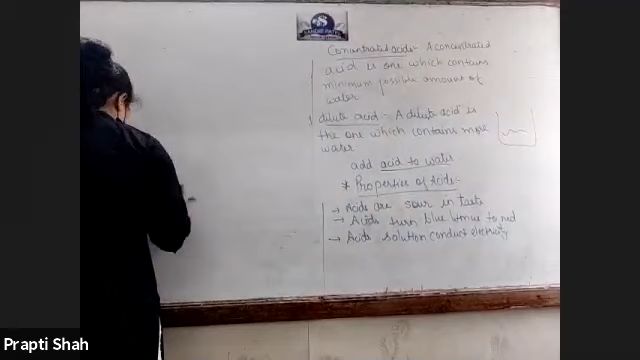 Concentrated acids - A concentrated
acid is one which contains
minimum possible amount of
water
dilute acid - A dilute acid is
the one which contains more
water
add acid to water
* Properties of Acids -
→ Acids are sour in taste
→ Acids turn blue litmus to red
→ Acids solution conduct electricity
Prapti Shah